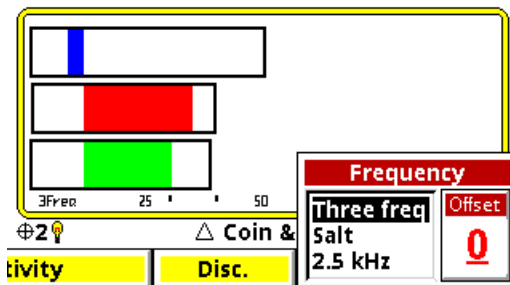 3Freq 25 50
Frequency
Three freq
Salt
2.5 kHz
Offset
0
2
△ Coin &
tivity
Disc.